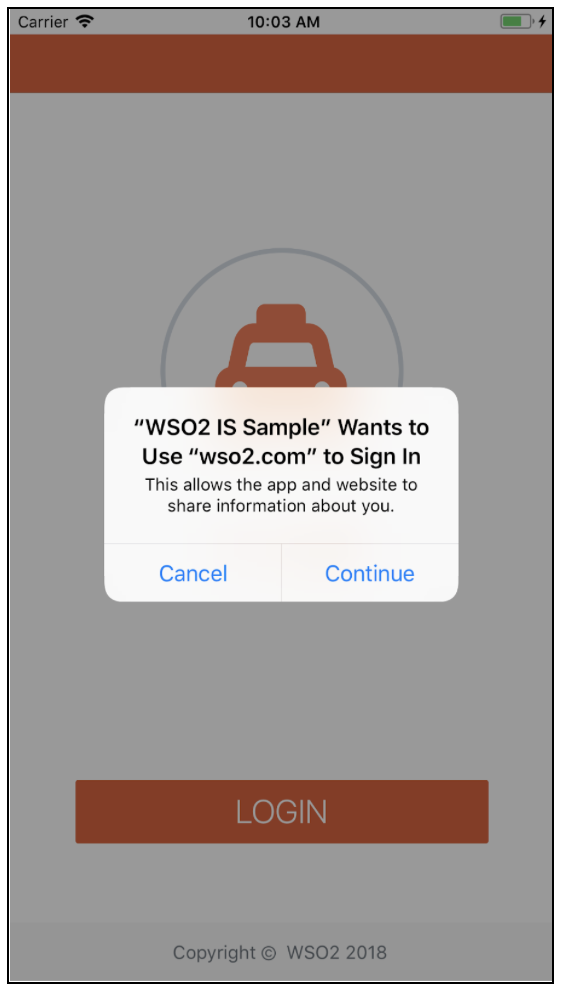 Carrier 10:03 AM
“WSO2 IS Sample” Wants to
Use “wso2.com” to Sign In
This allows the app and website to
share information about you.
Cancel Continue
LOGIN
Copyright © WSO2 2018